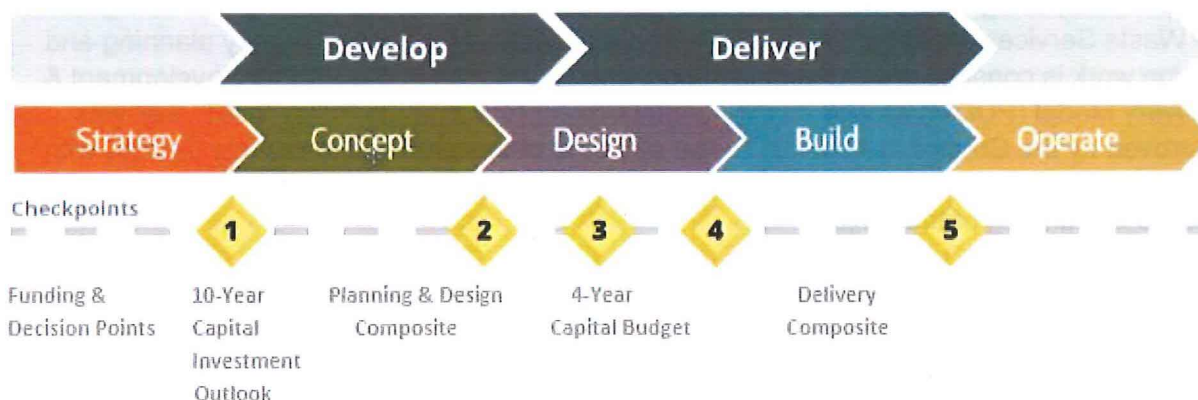 Develop Deliver
Strategy Concept Design Build Operate
Checkpoints
1 2 3 4 5
Funding & 10-Year Planning & Design 4-Year Delivery
Decision Points Capital Composite Capital Budget Composite
Investment
Outlook